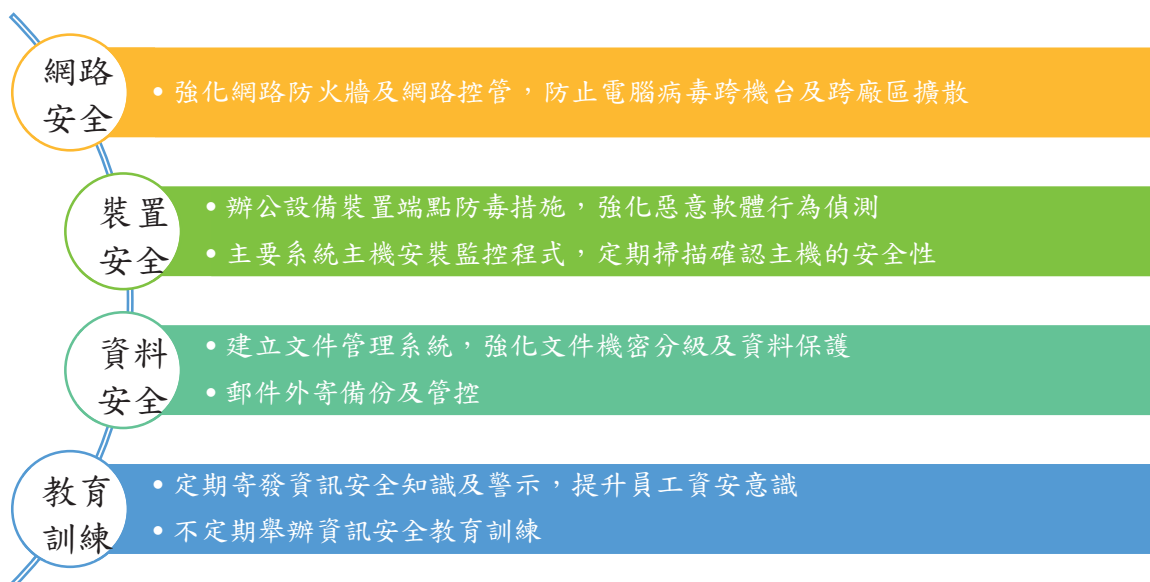 網路
安全
• 強化網路防火牆及網路控管，防止電腦病毒跨機台及跨廠區擴散
裝置
安全
• 辦公設備裝置端點防毒措施，強化惡意軟體行為偵測
• 主要系統主機安裝監控程式，定期掃描確認主機的安全性
資料
安全
• 建立文件管理系統，強化文件機密分級及資料保護
• 郵件外寄備份及管控
教育
訓練
• 定期寄發資訊安全知識及警示，提升員工資安意識
• 不定期舉辦資訊安全教育訓練